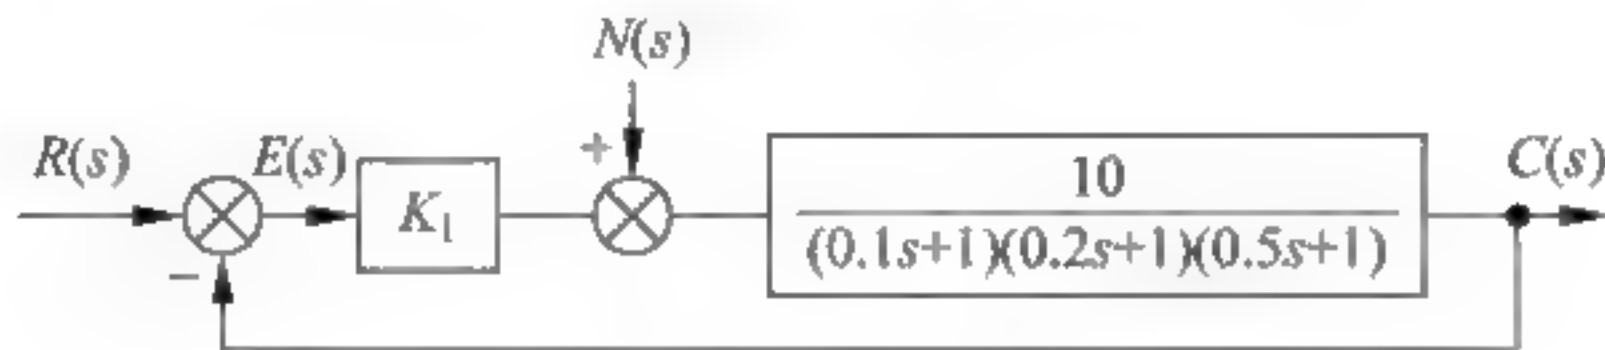 N(s)
R(s)
E(s)
+
K₁
10
(0.1s+1)(0.2s+1)(0.5s+1)
C(s)
−